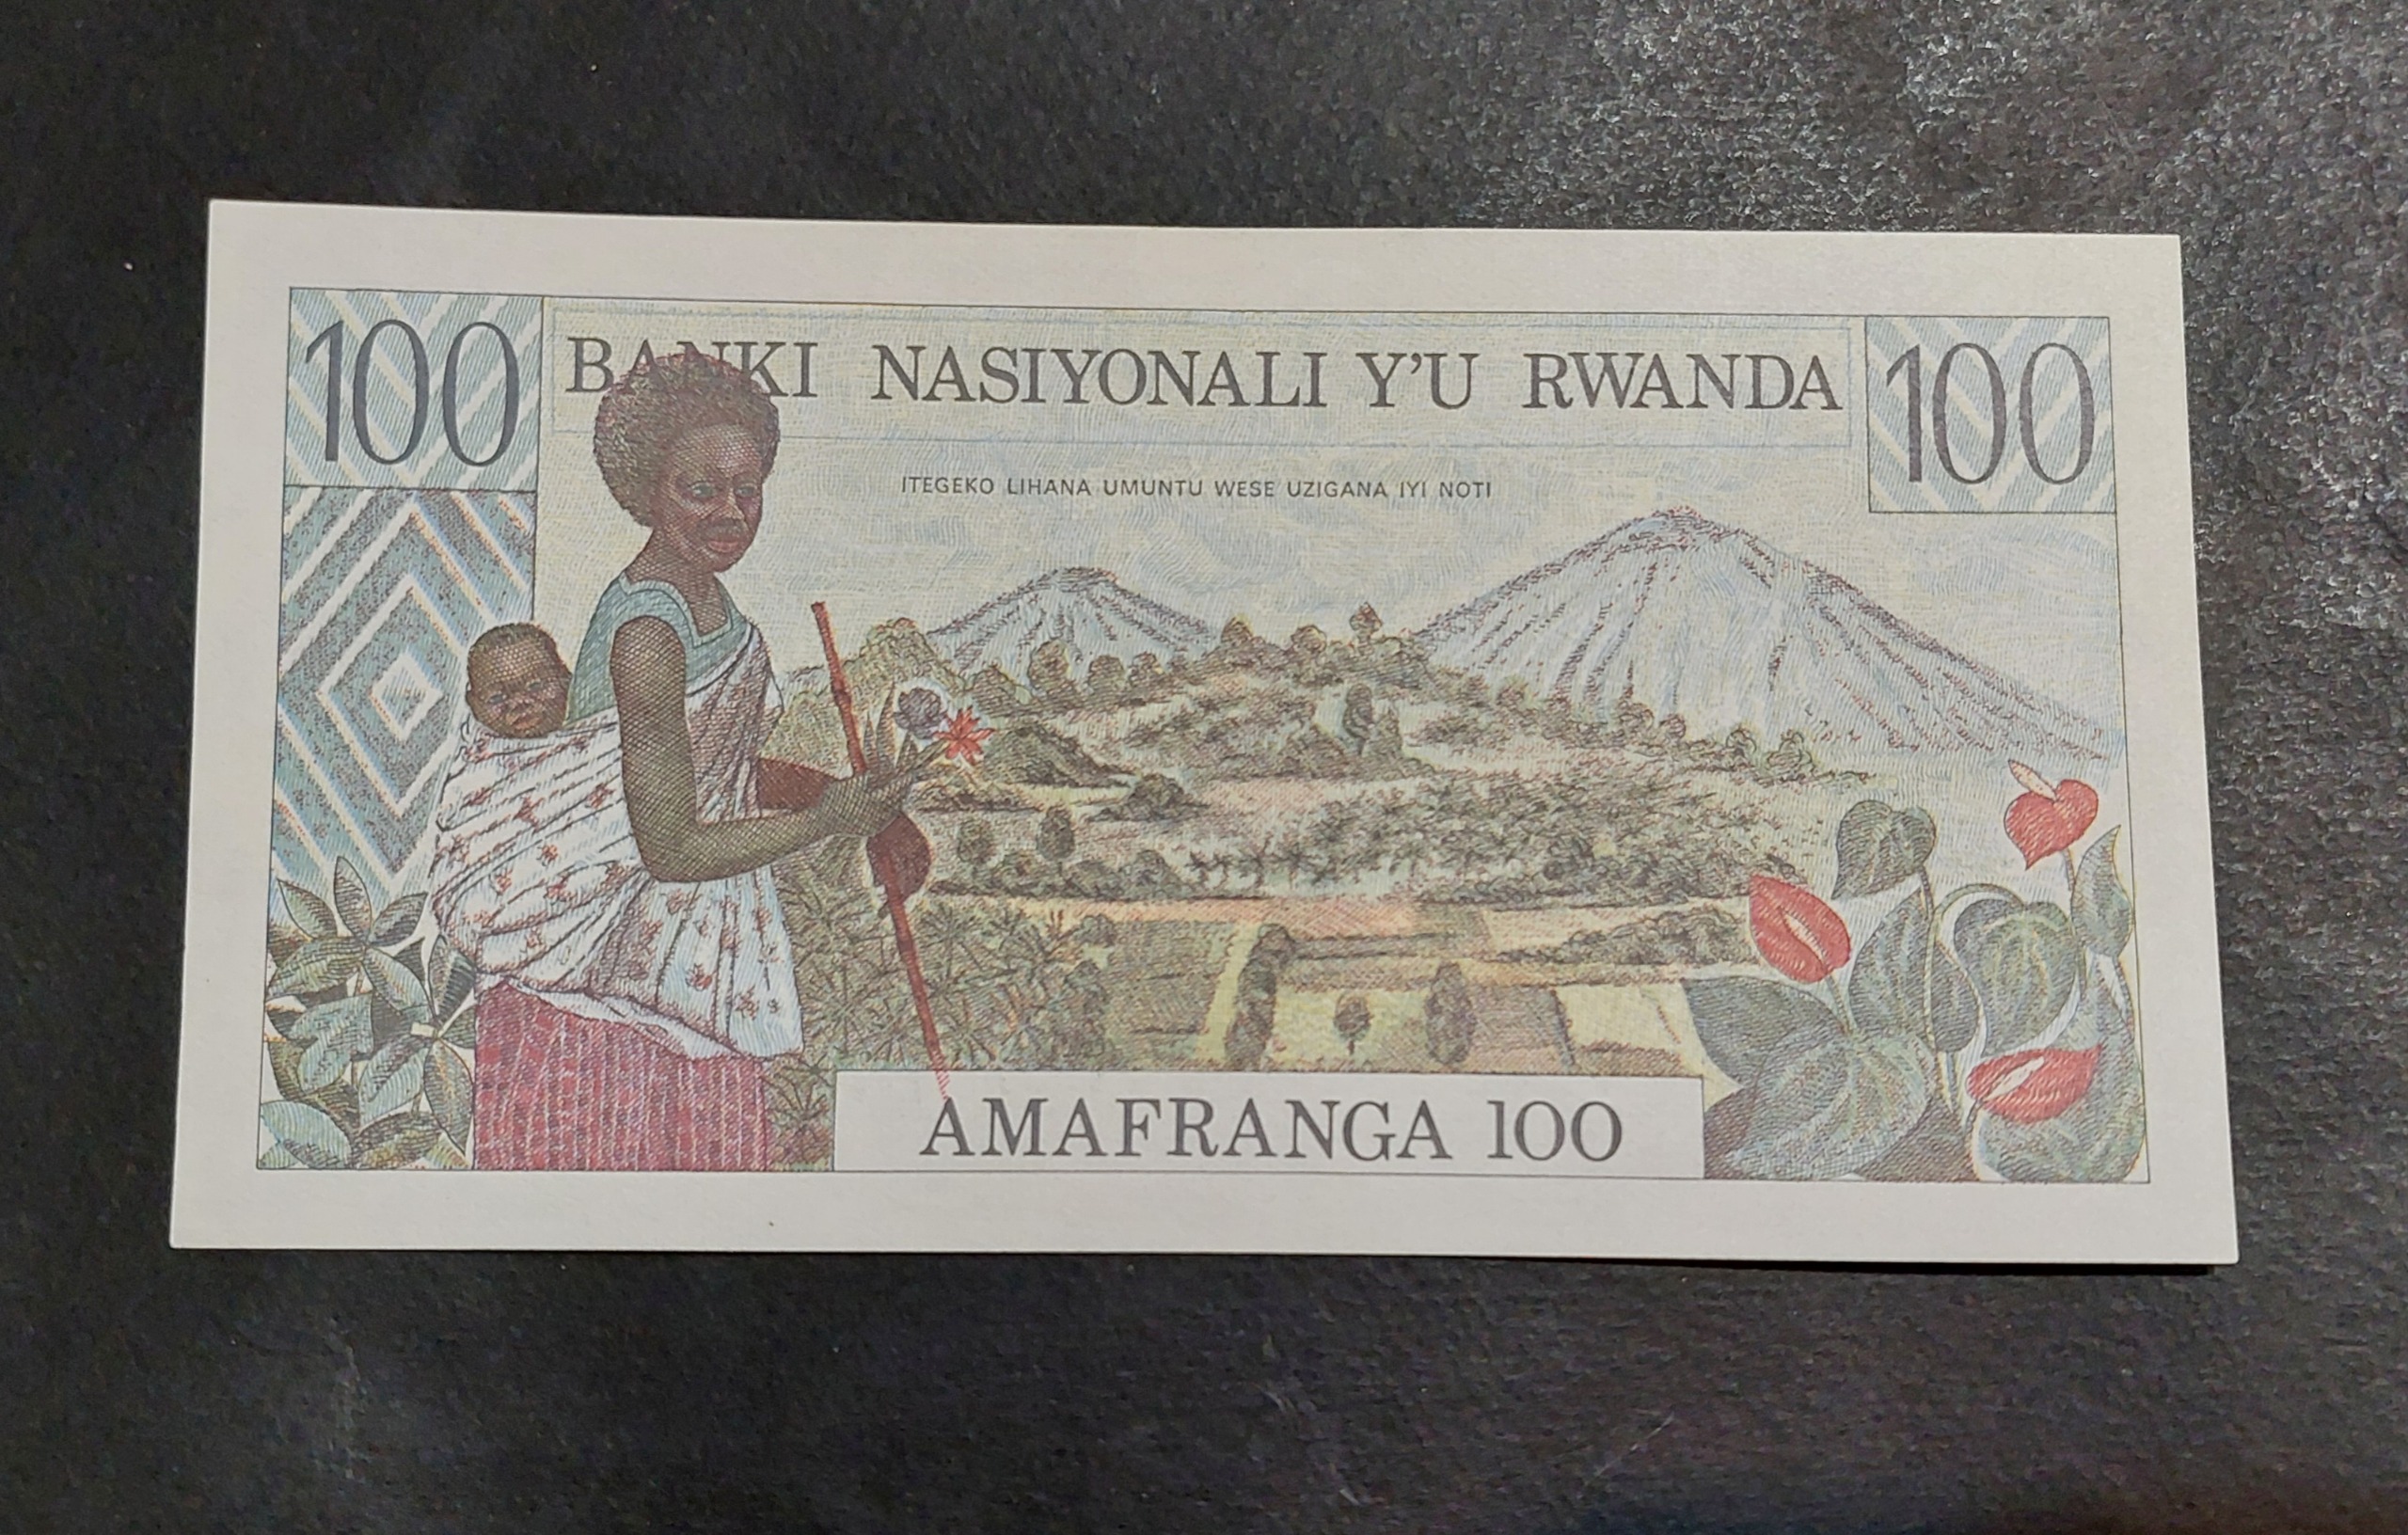 100 BANKI NASIYONALI Y'U RWANDA 100
ITEGEKO LIHANA UMUNTU WESE UZIGANA IYI NOTI
AMAFRANGA 100